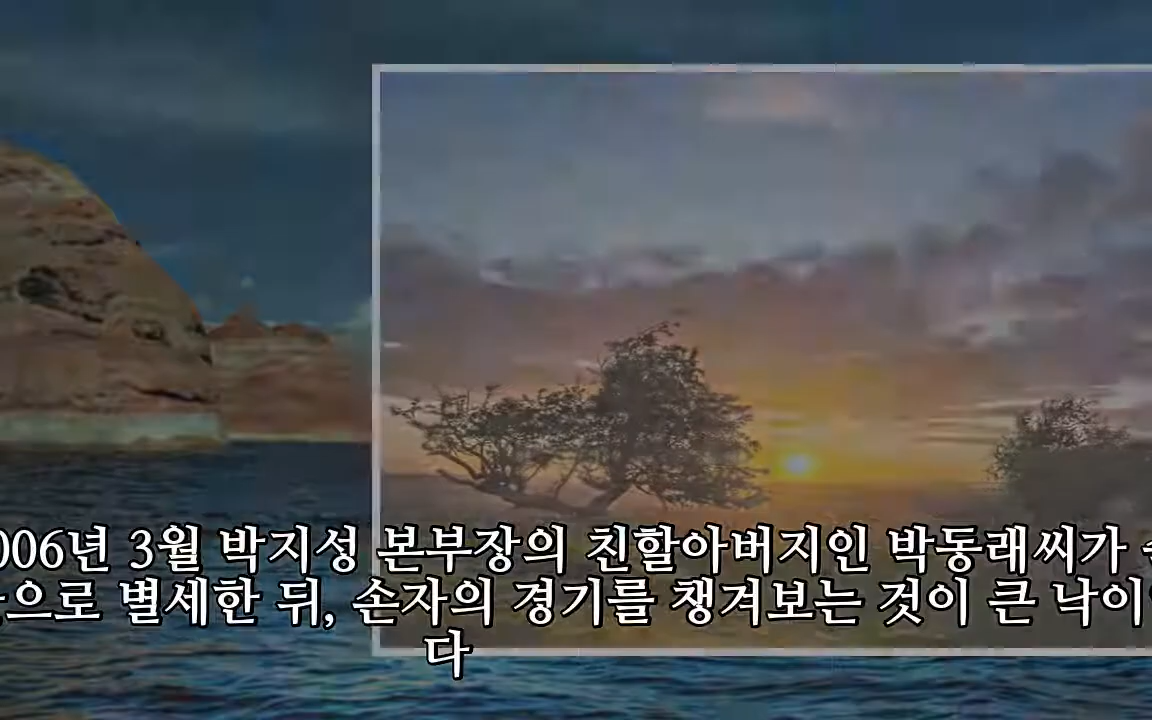 006년 3월 박지성 본부장의 친할아버지인 박동래씨가
으로 별세한 뒤, 손자의 경기를 챙겨보는 것이 큰 낙이
다